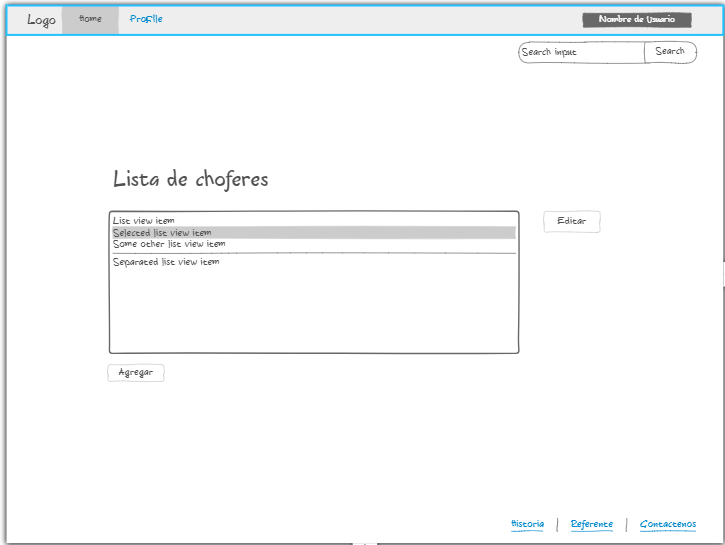 Logo Home Profile Nombre de Usuario
Search input Search
Lista de choferes
List view item
Editar
Selected list view item
Some other list view item
Separated list view item
Agregar
Historia | Referente | Contactenos